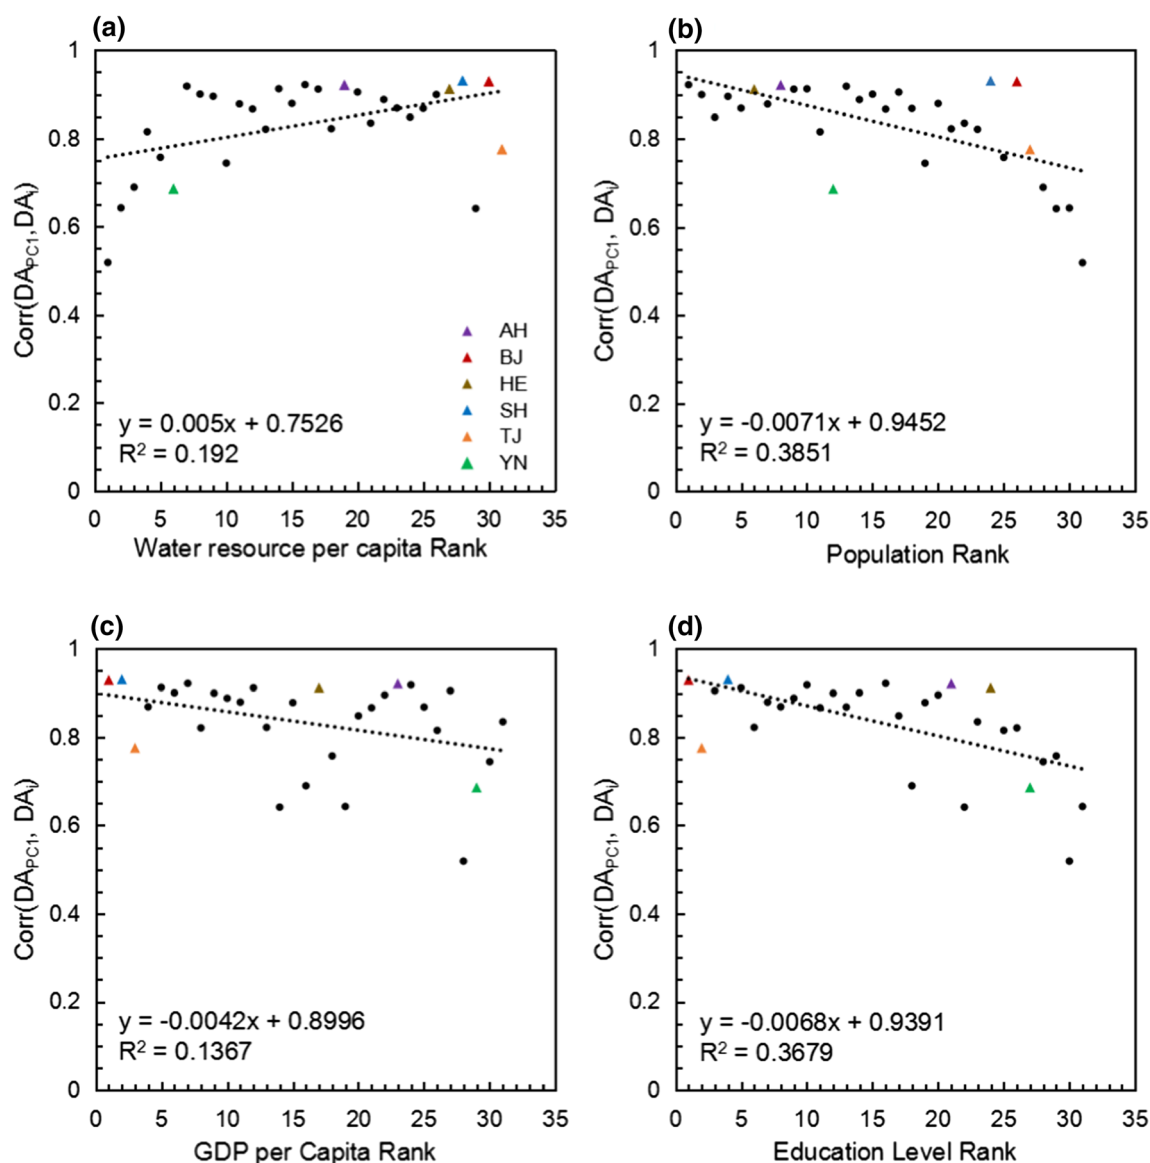 (a)
1
0.8
0.6
0.4
0.2
0
Corr(DAPC1,DAi)
AH
BJ
HE
SH
TJ
YN
y = 0.005x + 0.7526
R² = 0.192
0 5 10 15 20 25 30 35
Water resource per capita Rank
(b)
1
0.8
0.6
0.4
0.2
0
Corr(DAPC1, DAi)
y = -0.0071x + 0.9452
R² = 0.3851
0 5 10 15 20 25 30 35
Population Rank
(c)
1
0.8
0.6
0.4
0.2
0
Corr(DAPC1, DAi)
y = -0.0042x + 0.8996
R² = 0.1367
0 5 10 15 20 25 30 35
GDP per Capita Rank
(d)
1
0.8
0.6
0.4
0.2
0
Corr(DAPC1, DAi)
y = -0.0068x + 0.9391
R² = 0.3679
0 5 10 15 20 25 30 35
Education Level Rank